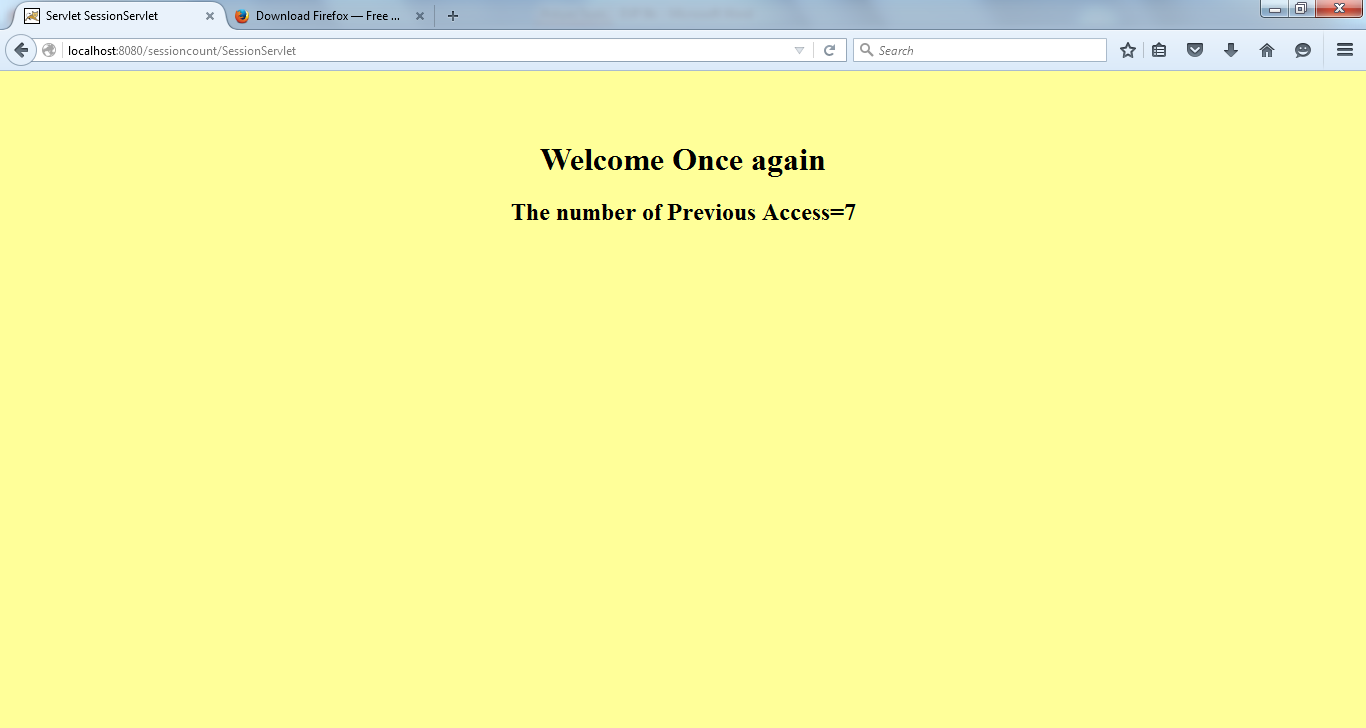 Servlet SessionServlet
Download Firefox — Free ...
localhost:8080/sessioncount/SessionServlet
Search
Welcome Once again
The number of Previous Access=7